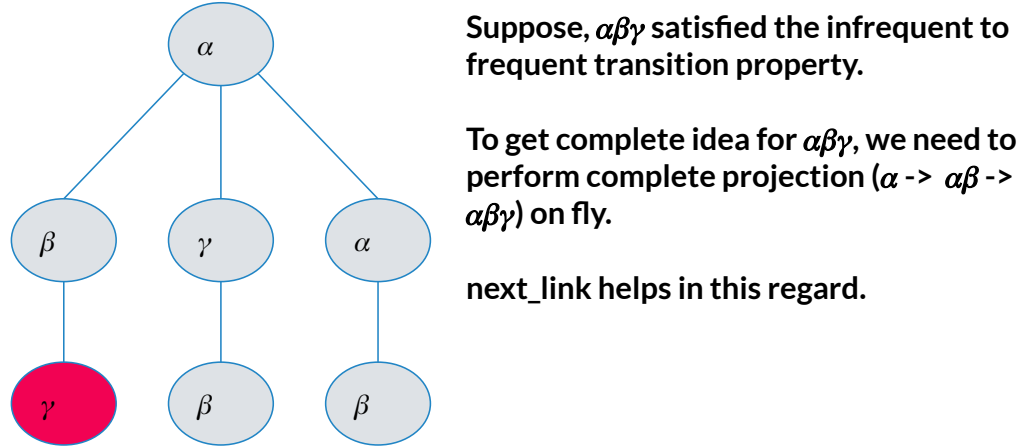 α
β
γ
α
γ
β
β
Suppose, αβγ satisfied the infrequent to
frequent transition property.
To get complete idea for αβγ, we need to
perform complete projection (α -> αβ ->
αβγ) on fly.
next_link helps in this regard.